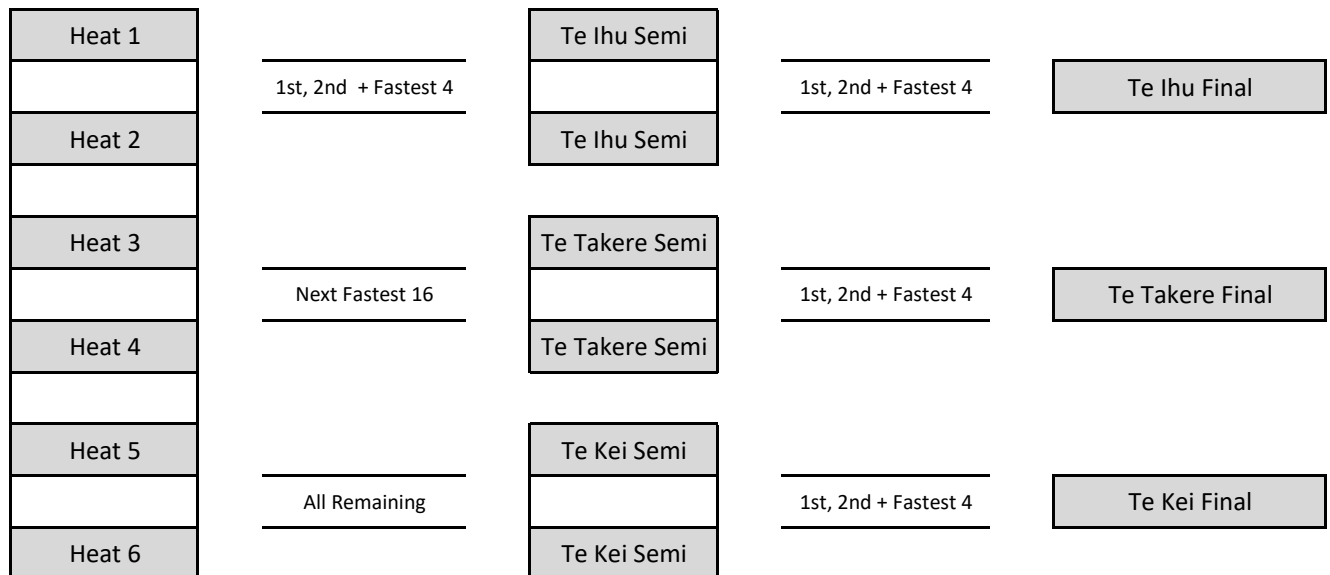 Heat 1
Te Ihu Semi
1st, 2nd  + Fastest 4
1st, 2nd + Fastest 4
Te Ihu Final
Heat 2
Te Ihu Semi
Heat 3
Te Takere Semi
Next Fastest 16
1st, 2nd + Fastest 4
Te Takere Final
Heat 4
Te Takere Semi
Heat 5
Te Kei Semi
All Remaining
1st, 2nd + Fastest 4
Te Kei Final
Heat 6
Te Kei Semi